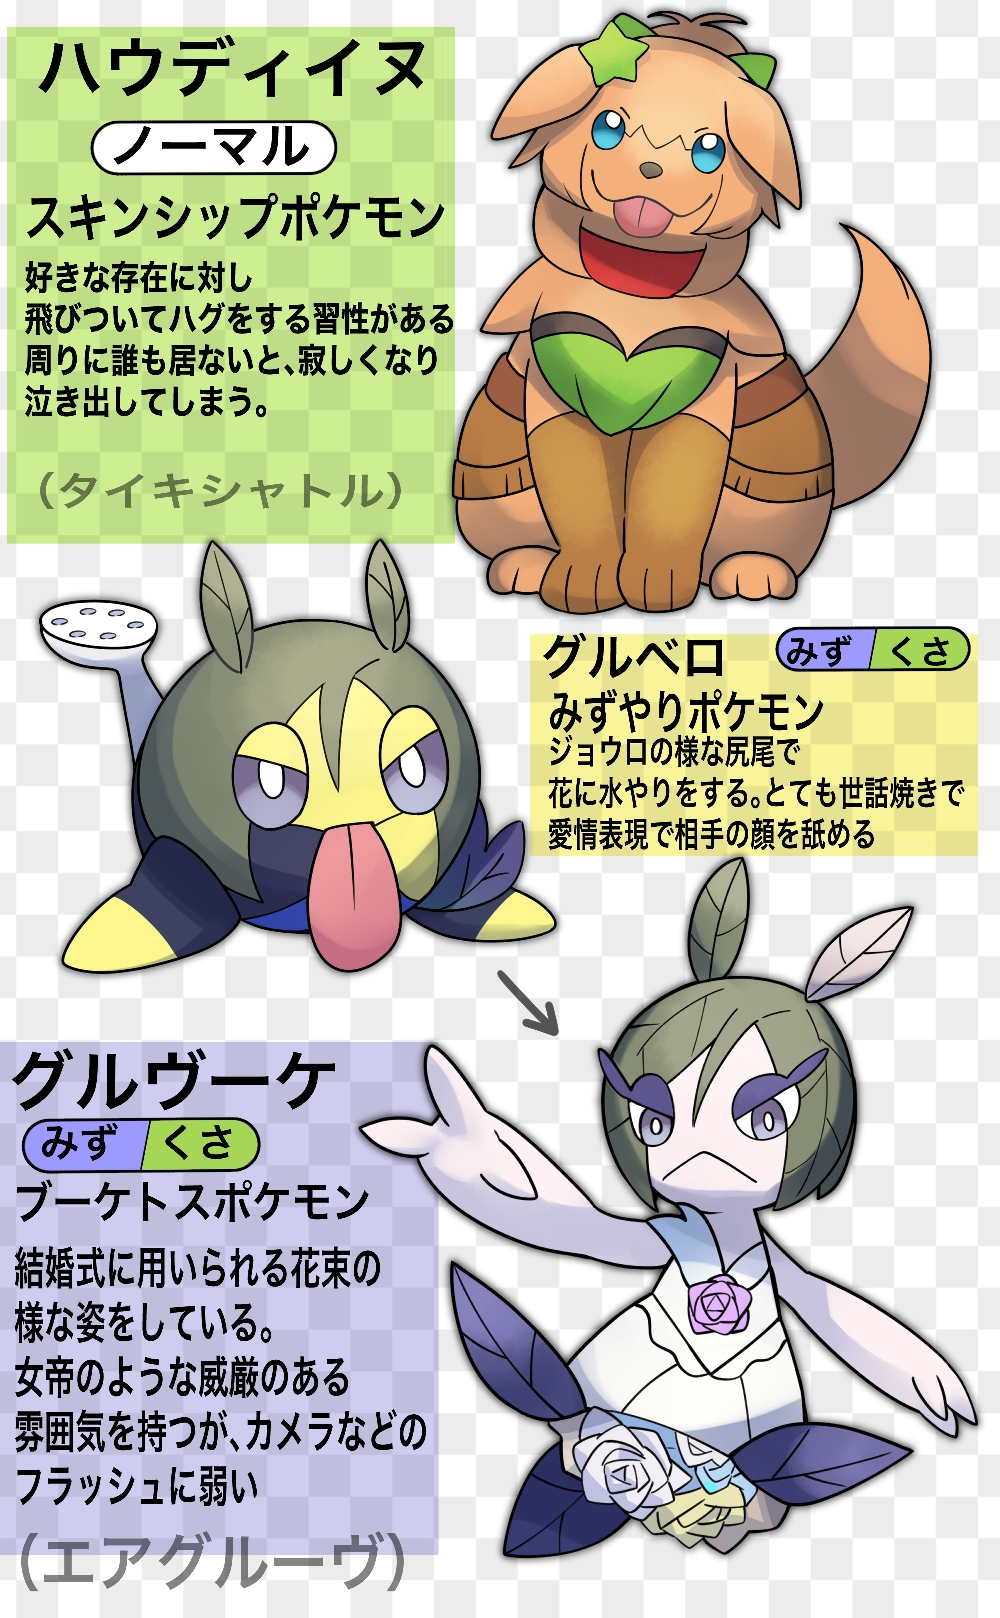 ハウディイヌ
ノーマル
スキンシップポケモン
好きな存在に対し
飛びついてハグをする習性がある
周りに誰も居ないと、寂しくなり
泣き出してしまう。
（タイキシャトル）
グルベロ
みず くさ
みずやりポケモン
ジョウロの様な尻尾で
花に水やりをする。とても世話焼きで
愛情表現で相手の顔を舐める
グルヴーケ
みず くさ
ブーケトスポケモン
結婚式に用いられる花束の
様な姿をしている。
女帝のような威厳のある
雰囲気を持つが、カメラなどの
フラッシュに弱い
（エアグルーヴ）